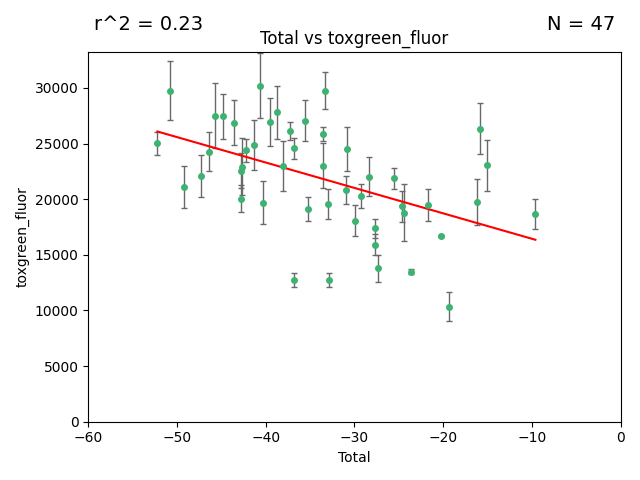 r^2 = 0.23
N = 47
Total vs toxgreen_fluor
30000
25000
20000
15000
10000
5000
0
toxgreen_fluor
−60
−50
−40
−30
−20
−10
0
Total